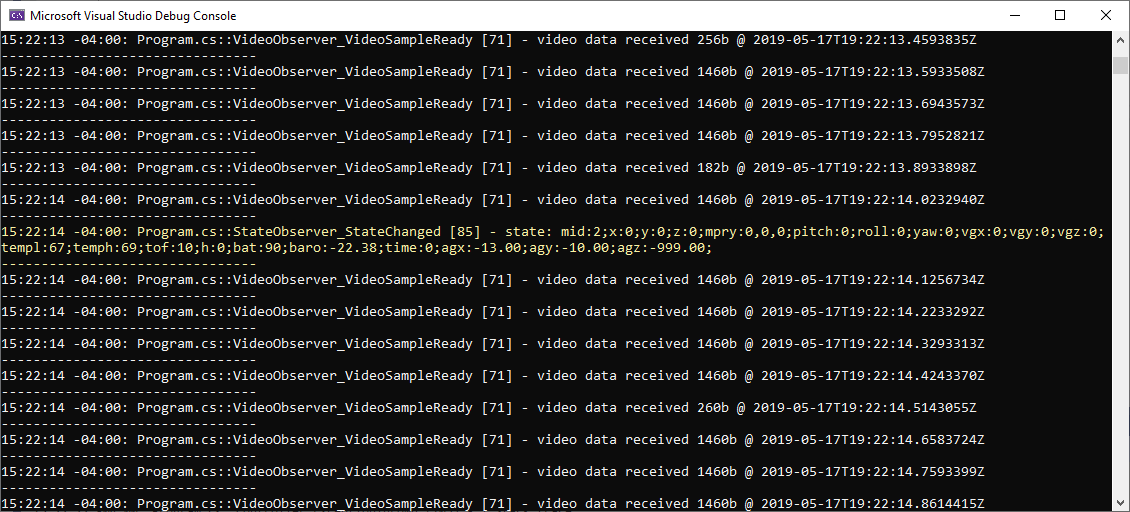 Microsoft Visual Studio Debug Console
15:22:13 -04:00: Program.cs::VideoObserver_VideoSampleReady [71] - video data received 256b @ 2019-05-17T19:22:13.4593835Z
--------------------------------
15:22:13 -04:00: Program.cs::VideoObserver_VideoSampleReady [71] - video data received 1460b @ 2019-05-17T19:22:13.5933508Z
--------------------------------
15:22:13 -04:00: Program.cs::VideoObserver_VideoSampleReady [71] - video data received 1460b @ 2019-05-17T19:22:13.6943573Z
--------------------------------
15:22:13 -04:00: Program.cs::VideoObserver_VideoSampleReady [71] - video data received 1460b @ 2019-05-17T19:22:13.7952821Z
--------------------------------
15:22:13 -04:00: Program.cs::VideoObserver_VideoSampleReady [71] - video data received 182b @ 2019-05-17T19:22:13.8933898Z
--------------------------------
15:22:14 -04:00: Program.cs::VideoObserver_VideoSampleReady [71] - video data received 1460b @ 2019-05-17T19:22:14.0232940Z
--------------------------------
15:22:14 -04:00: Program.cs::StateObserver_StateChanged [85] - state: mid:2;x:0;y:0;z:0;mpry:0,0,0;pitch:0;roll:0;yaw:0;vgx:0;vgy:0;vgz:0;
templ:67;temph:69;tof:10;h:0;bat:90;baro:-22.38;time:0;agx:-13.00;agy:-10.00;agz:-999.00;
--------------------------------
15:22:14 -04:00: Program.cs::VideoObserver_VideoSampleReady [71] - video data received 1460b @ 2019-05-17T19:22:14.1256734Z
--------------------------------
15:22:14 -04:00: Program.cs::VideoObserver_VideoSampleReady [71] - video data received 1460b @ 2019-05-17T19:22:14.2233292Z
--------------------------------
15:22:14 -04:00: Program.cs::VideoObserver_VideoSampleReady [71] - video data received 1460b @ 2019-05-17T19:22:14.3293313Z
--------------------------------
15:22:14 -04:00: Program.cs::VideoObserver_VideoSampleReady [71] - video data received 1460b @ 2019-05-17T19:22:14.4243370Z
--------------------------------
15:22:14 -04:00: Program.cs::VideoObserver_VideoSampleReady [71] - video data received 260b @ 2019-05-17T19:22:14.5143055Z
--------------------------------
15:22:14 -04:00: Program.cs::VideoObserver_VideoSampleReady [71] - video data received 1460b @ 2019-05-17T19:22:14.6583724Z
--------------------------------
15:22:14 -04:00: Program.cs::VideoObserver_VideoSampleReady [71] - video data received 1460b @ 2019-05-17T19:22:14.7593399Z
--------------------------------
15:22:14 -04:00: Program.cs::VideoObserver_VideoSampleReady [71] - video data received 1460b @ 2019-05-17T19:22:14.8614415Z